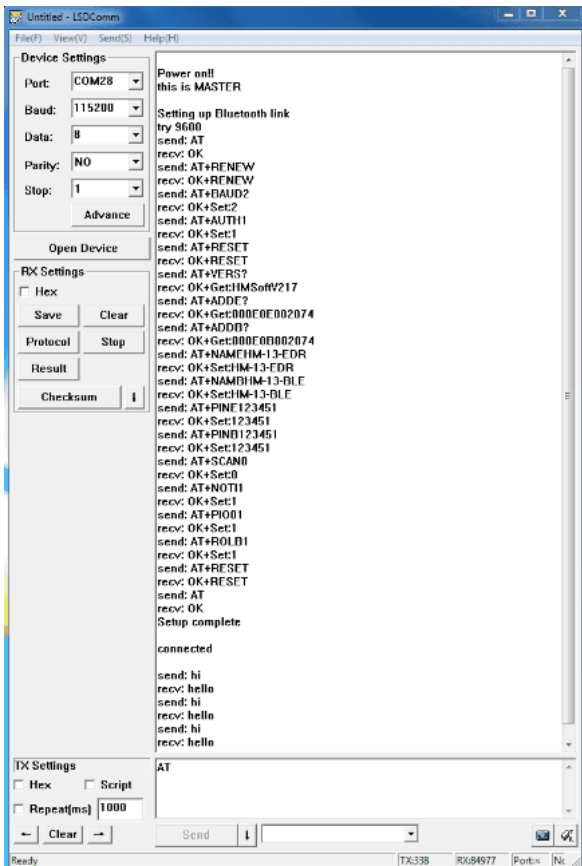 Untitled - LSDComm
File(F) View(V) Send(S) Help(H)
Device Settings
Port: COM28
Baud: 115200
Data: 8
Parity: NO
Stop: 1
Advance
Open Device
RX Settings
Hex
Save Clear
Protocol Stop
Result
Checksum
Power on!!
this is MASTER
Setting up Bluetooth link
try 9600
send: AT
recv: OK
send: AT+RENEW
recv: OK+RENEW
send: AT+BAUD2
recv: OK+Set:2
send: AT+AUTH1
recv: OK+Set:1
send: AT+RESET
recv: OK+RESET
send: AT+VERS?
recv: OK+Get:HMSoftV217
send: AT+ADDE?
recv: OK+Get:000E0E002074
send: AT+ADDB?
recv: OK+Get:000E0B002074
send: AT+NAMEHM-13-EDR
recv: OK+Set:HM-13-EDR
send: AT+NAMBHM-13-BLE
recv: OK+Set:HM-13-BLE
send: AT+PINE123451
recv: OK+Set:123451
send: AT+PINB123451
recv: OK+Set:123451
send: AT+SCAN0
recv: OK+Set:0
send: AT+NOTI1
recv: OK+Set:1
send: AT+PIO01
recv: OK+Set:1
send: AT+ROLB1
recv: OK+Set:1
send: AT+RESET
recv: OK+RESET
send: AT
recv: OK
Setup complete
connected
send: hi
recv: hello
send: hi
recv: hello
send: hi
recv: hello
TX Settings
Hex Script
Repeat(ms) 1000
Clear
AT
Send
Ready TX:338 RX:84977 Port:×